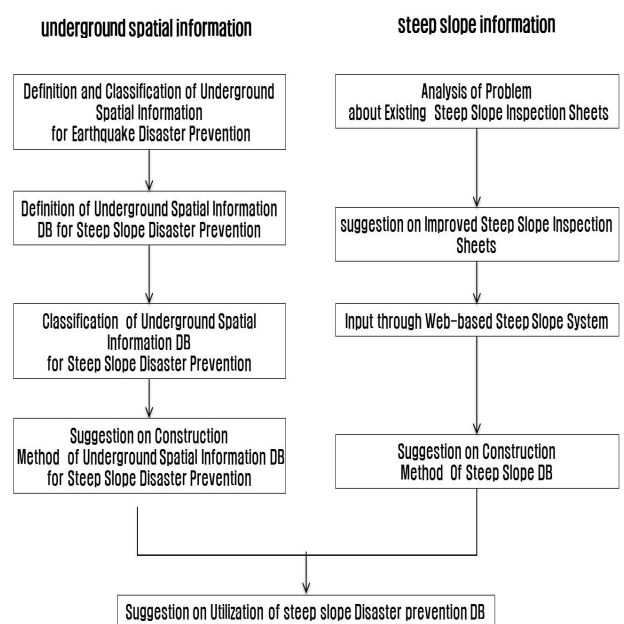 underground spatial information
Definition and Classification of Underground
Spatial Information
for Earthquake Disaster Prevention
Definition of Underground Spatial Information
DB for Steep Slope Disaster Prevention
Classification of Underground Spatial
Information DB
for Steep Slope Disaster Prevention
Suggestion on Construction
Method of Underground Spatial Information DB
for Steep Slope Disaster Prevention
steep slope information
Analysis of Problem
about Existing Steep Slope Inspection Sheets
suggestion on Improved Steep Slope Inspection
Sheets
Input through Web-based Steep Slope System
Suggestion on Construction
Method Of Steep Slope DB
Suggestion on Utilization of steep slope Disaster prevention DB